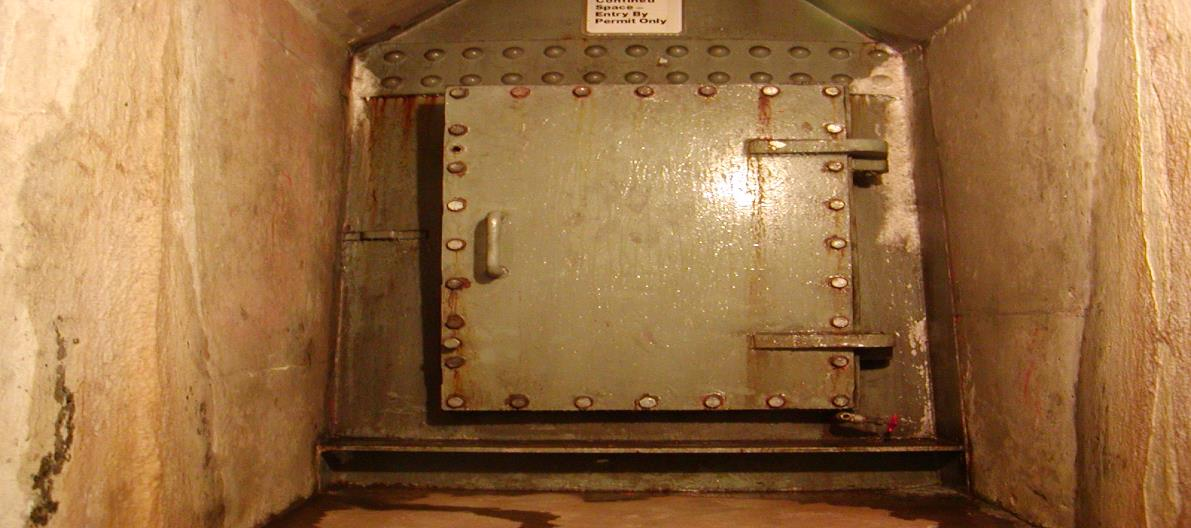 Confined
Space –
Entry By
Permit Only